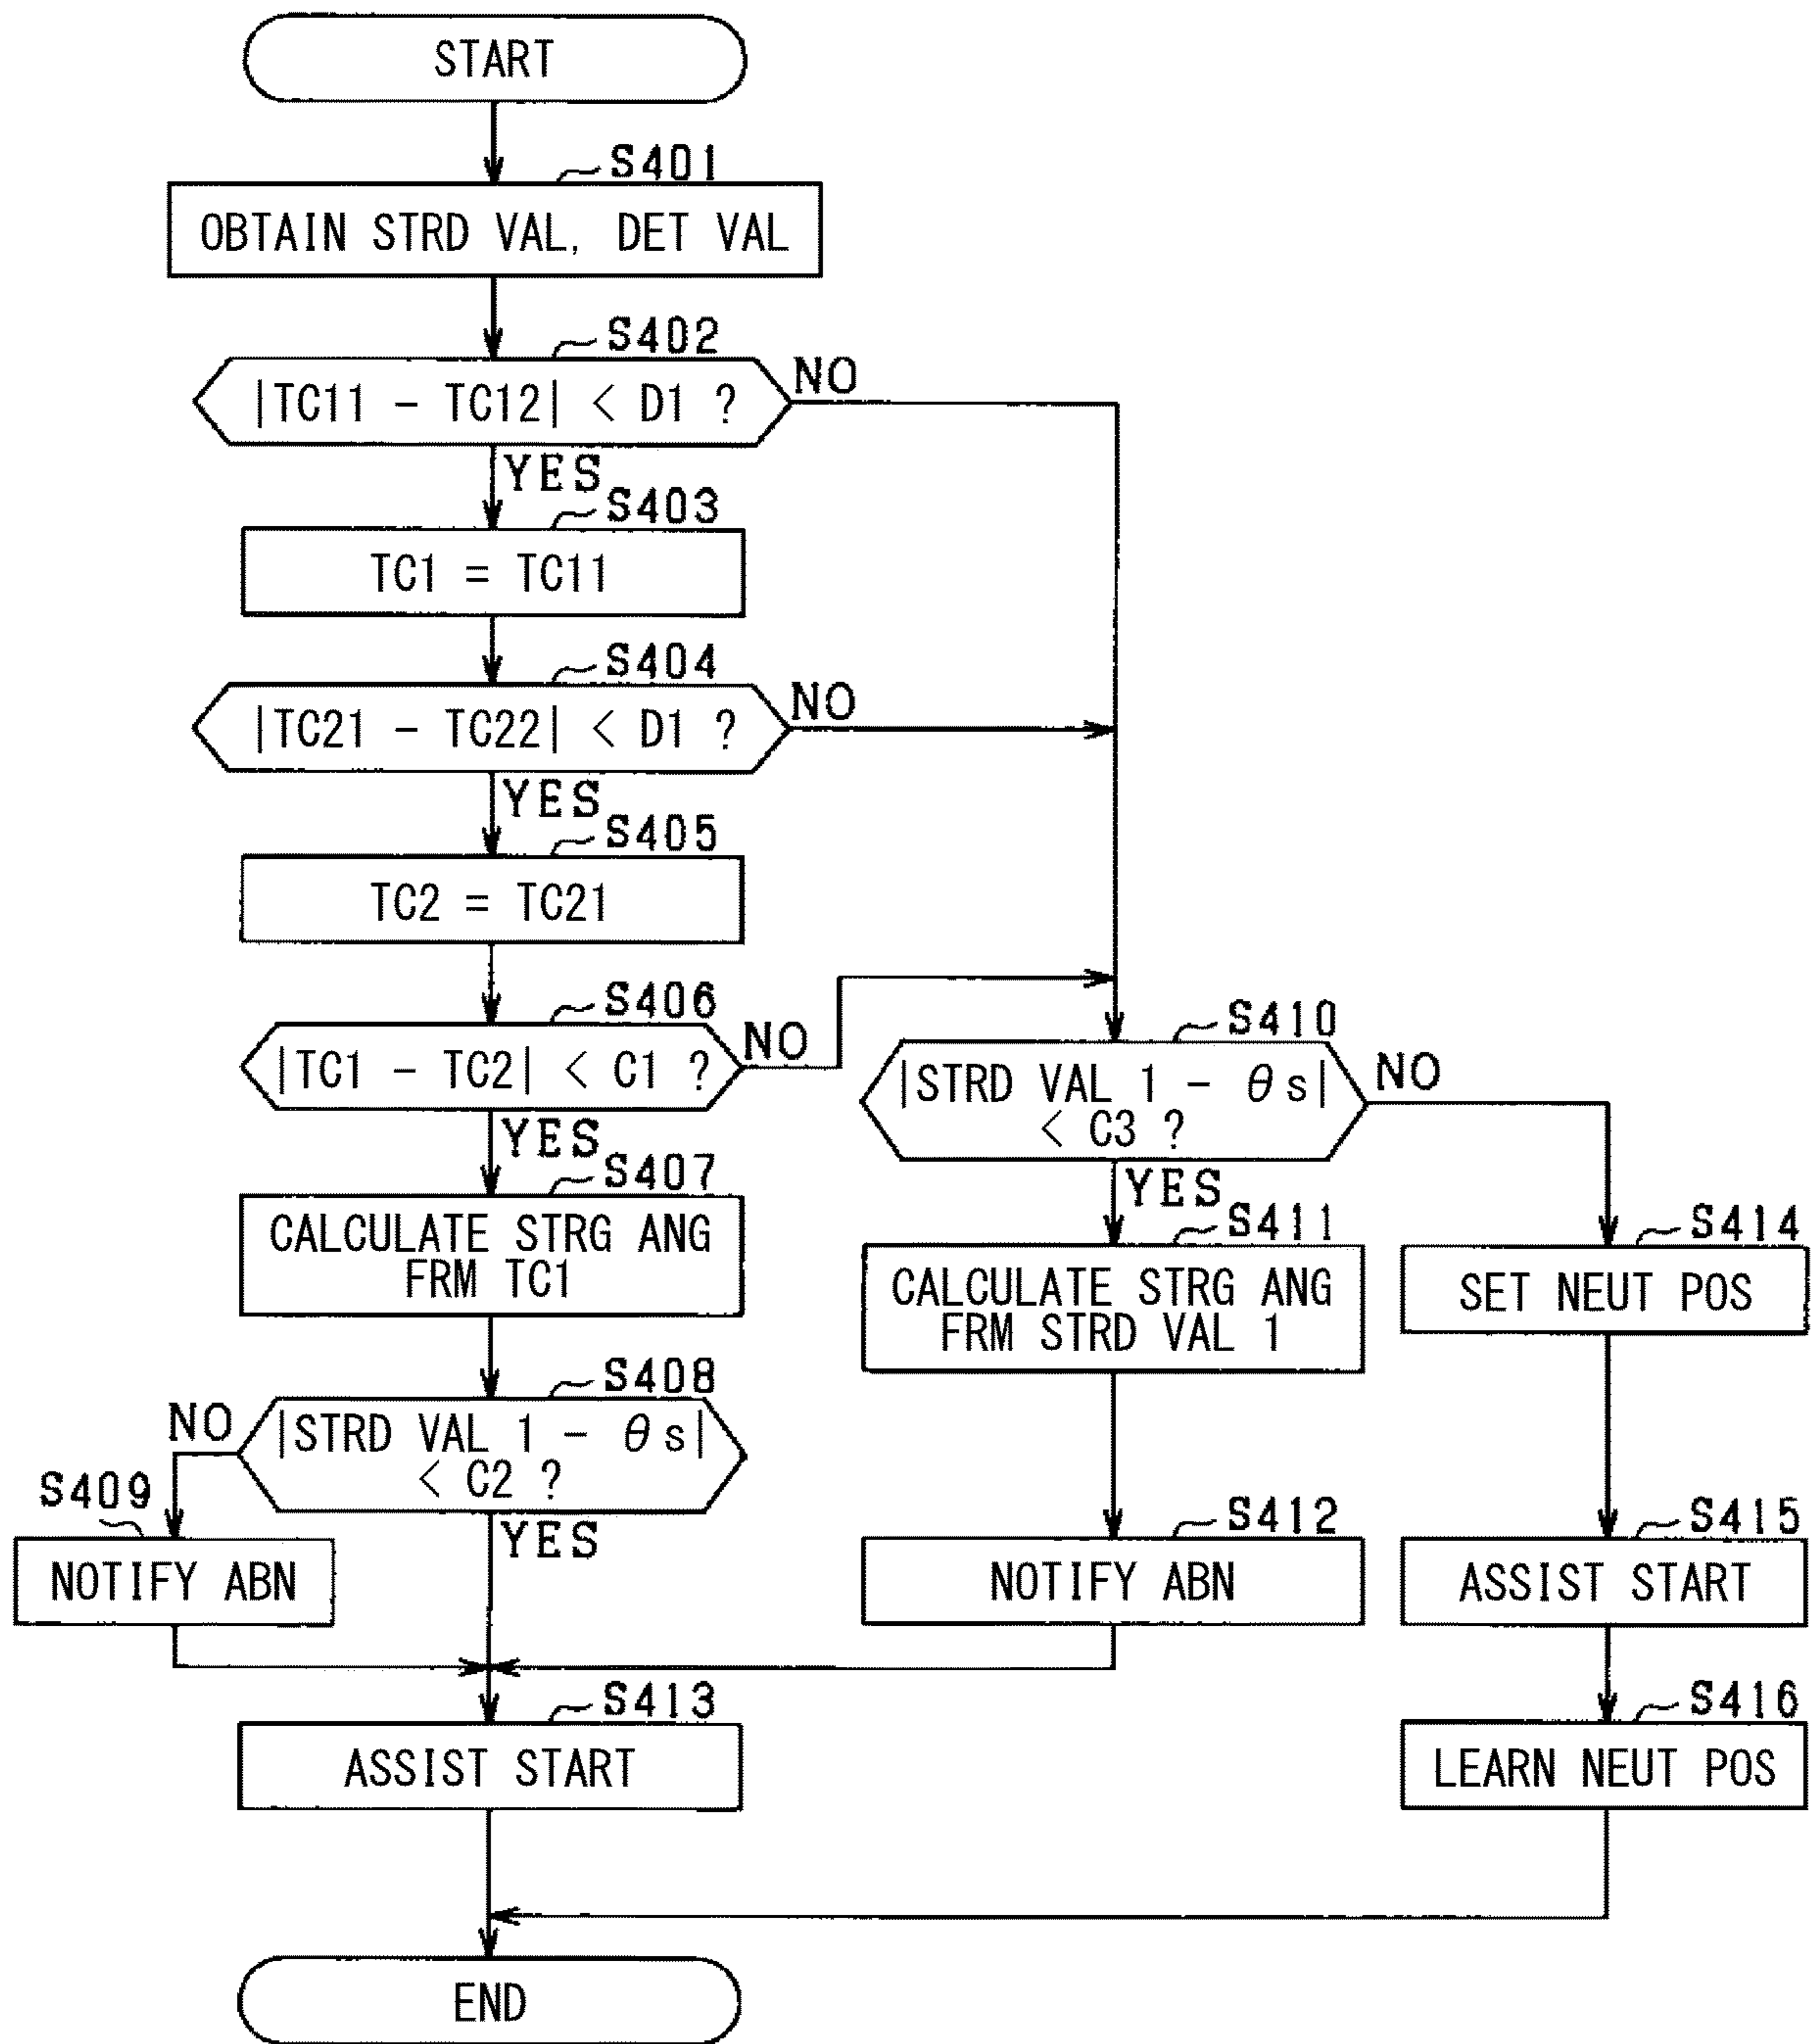 START
S401
OBTAIN STRD VAL, DET VAL
S402
|TC11 - TC12| < D1 ?
NO
YES
S403
TC1 = TC11
S404
|TC21 - TC22| < D1 ?
NO
YES
S405
TC2 = TC21
S406
|TC1 - TC2| < C1 ?
NO
YES
S407
CALCULATE STRG ANG
FRM TC1
S408
|STRD VAL 1 - θs|
< C2 ?
NO
YES
S409
NOTIFY ABN
S410
|STRD VAL 1 - θs|
< C3 ?
NO
YES
S411
CALCULATE STRG ANG
FRM STRD VAL 1
S412
NOTIFY ABN
S413
ASSIST START
S414
SET NEUT POS
S415
ASSIST START
S416
LEARN NEUT POS
END